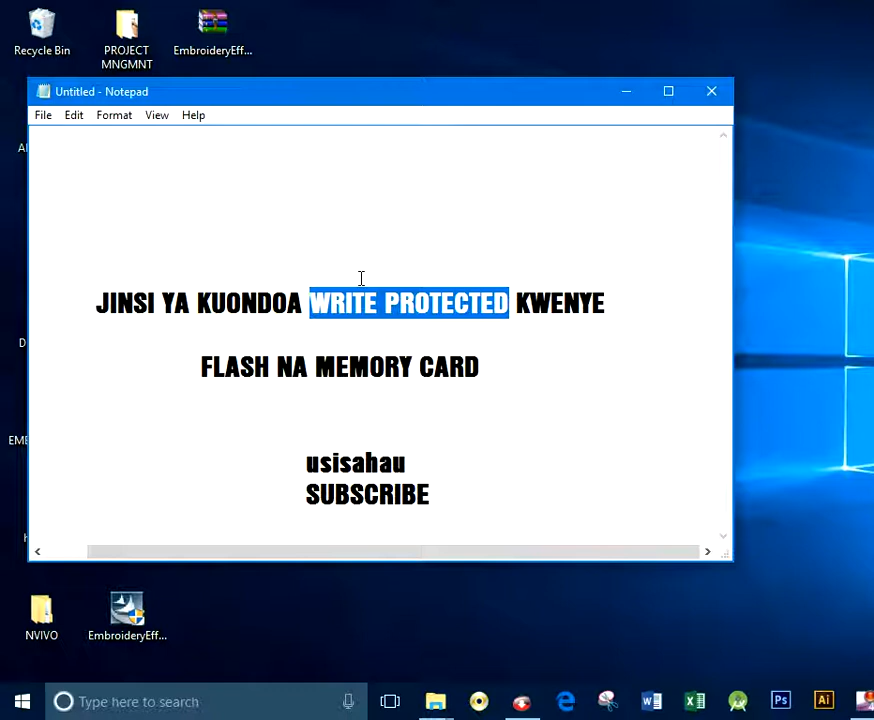 Recycle Bin
PROJECT
MNGMNT
EmbroideryEff...
Untitled - Notepad
File Edit Format View Help
JINSI YA KUONDOA WRITE PROTECTED KWENYE
FLASH NA MEMORY CARD
usisahau
SUBSCRIBE
NVIVO
EmbroideryEff...
Type here to search